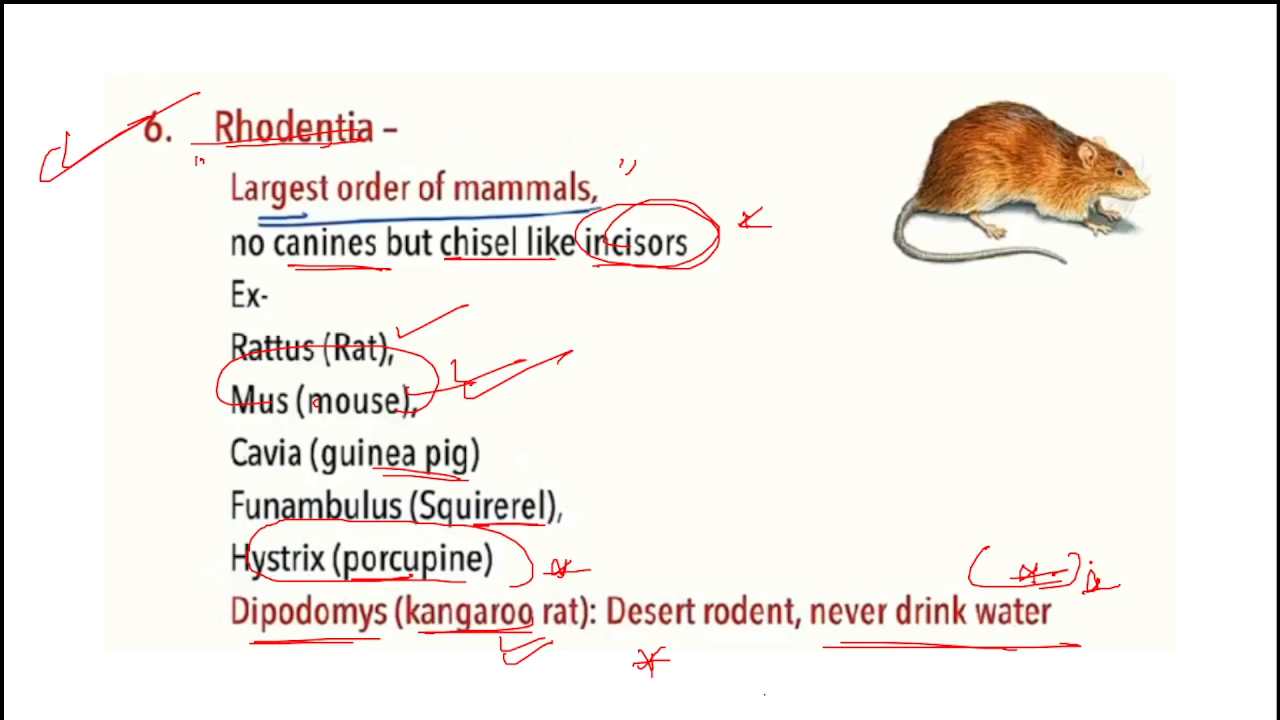 6. Rhodentia –
Largest order of mammals,
no canines but chisel like incisors
Ex-
Rattus (Rat),
Mus (mouse),
Cavia (guinea pig)
Funambulus (Squirerel),
Hystrix (porcupine)
Dipodomys (kangaroo rat): Desert rodent, never drink water